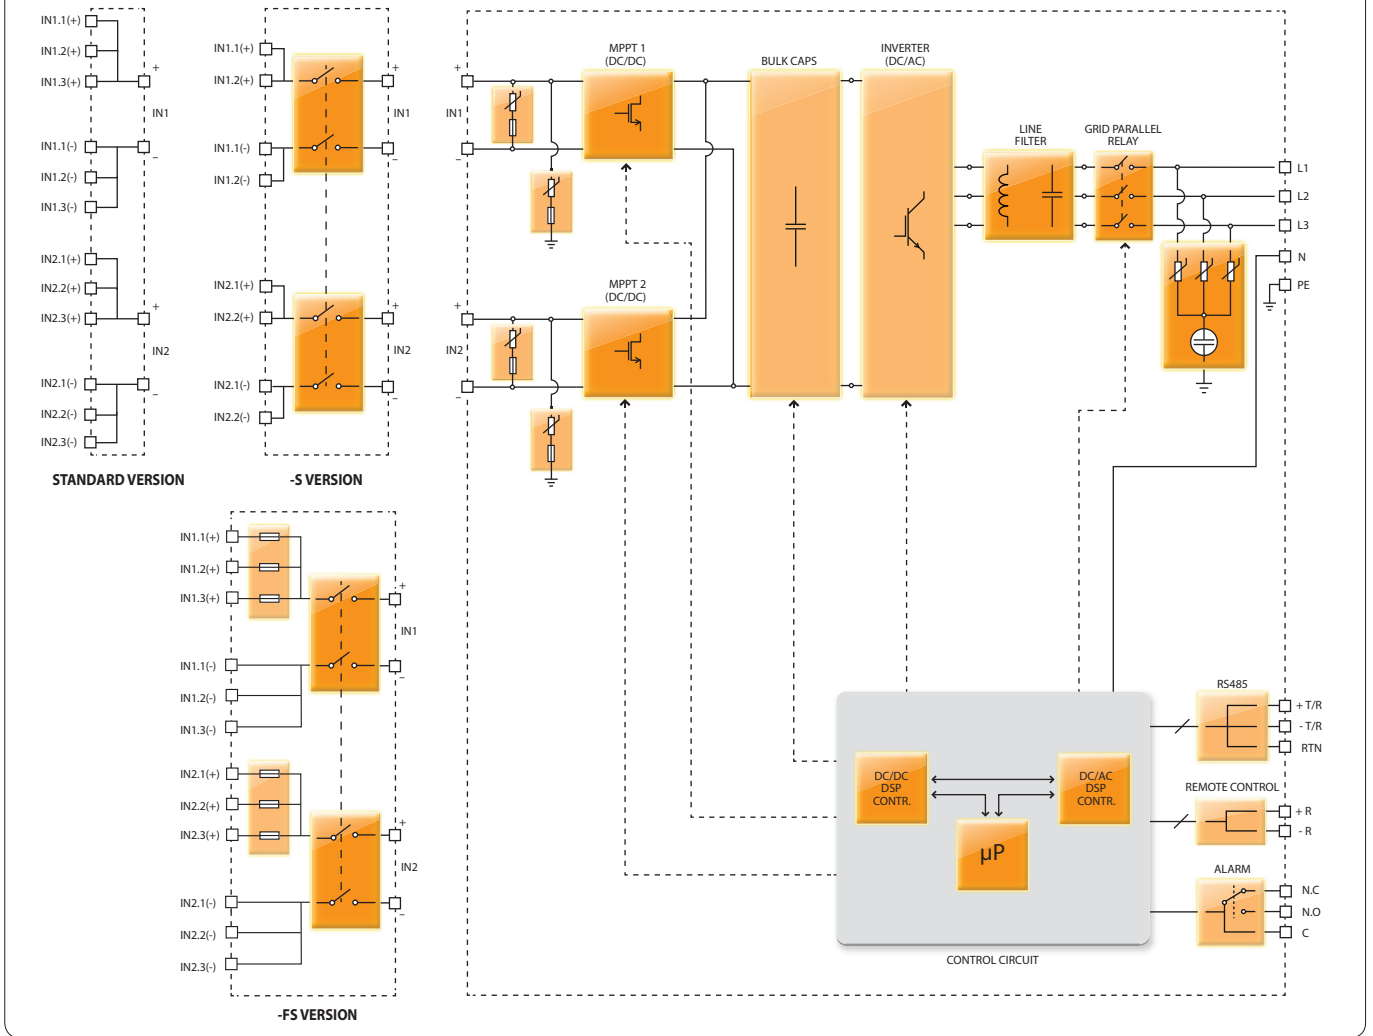 IN1.1(+)
IN1.2(+)
IN1.3(+)
+
IN1
IN1.1(-)
−
IN1.2(-)
IN1.3(-)
IN2.1(+)
IN2.2(+)
+
IN2.3(+)
IN2
IN2.1(-)
−
IN2.2(-)
IN2.3(-)
STANDARD VERSION
IN1.1(+)
+
IN1.2(+)
IN1
IN1.1(-)
−
IN1.2(-)
IN2.1(+)
+
IN2.2(+)
IN2
IN2.1(-)
−
IN2.2(-)
-S VERSION
IN1.1(+)
IN1.2(+)
+
IN1.3(+)
IN1
IN1.1(-)
−
IN1.2(-)
IN1.3(-)
IN2.1(+)
IN2.2(+)
+
IN2.3(+)
IN2
IN2.1(-)
−
IN2.2(-)
IN2.3(-)
-FS VERSION
+
IN1
−
+
IN2
−
MPPT 1
(DC/DC)
MPPT 2
(DC/DC)
BULK CAPS
INVERTER
(DC/AC)
LINE
FILTER
GRID PARALLEL
RELAY
L1
L2
L3
N
PE
DC/DC
DSP
CONTR.
DC/AC
DSP
CONTR.
µP
CONTROL CIRCUIT
RS485
+ T/R
- T/R
RTN
REMOTE CONTROL
+ R
- R
ALARM
N.C
N.O
C